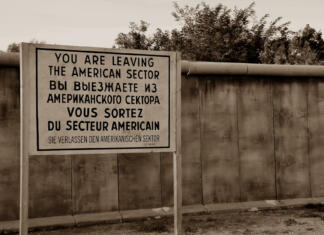 YOU ARE LEAVING
THE AMERICAN SECTOR
ВЫ ВЫЕЗЖАЕТЕ ИЗ
АМЕРИКАНСКОГО СЕКТОРА
VOUS SORTEZ
DU SECTEUR AMERICAIN
SIE VERLASSEN DEN AMERIKANISCHEN SEKTOR